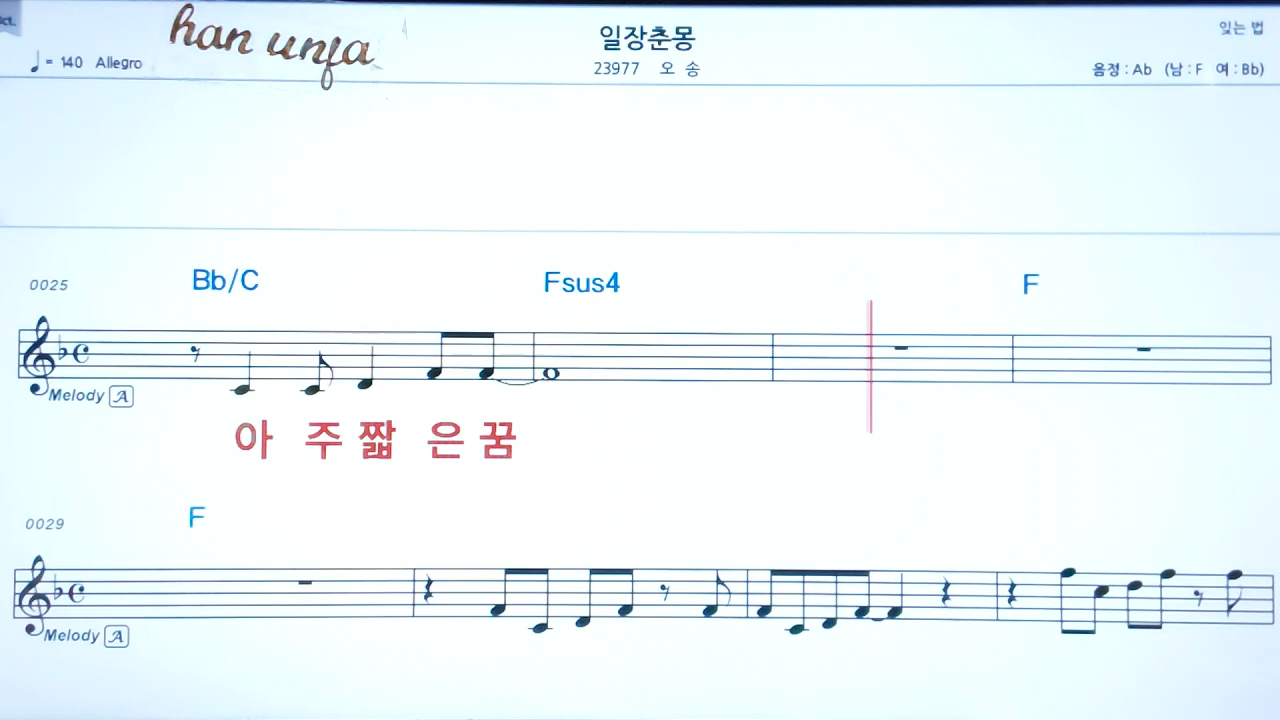 han unfa
일장춘몽
잊는 법
♩ = 140 Allegro
23977 오 송
음정 : Ab (남 : F 여 : Bb)
0025
Bb/C Fsus4 F
Melody A
아 주 짧 은 꿈
0029
F
Melody A